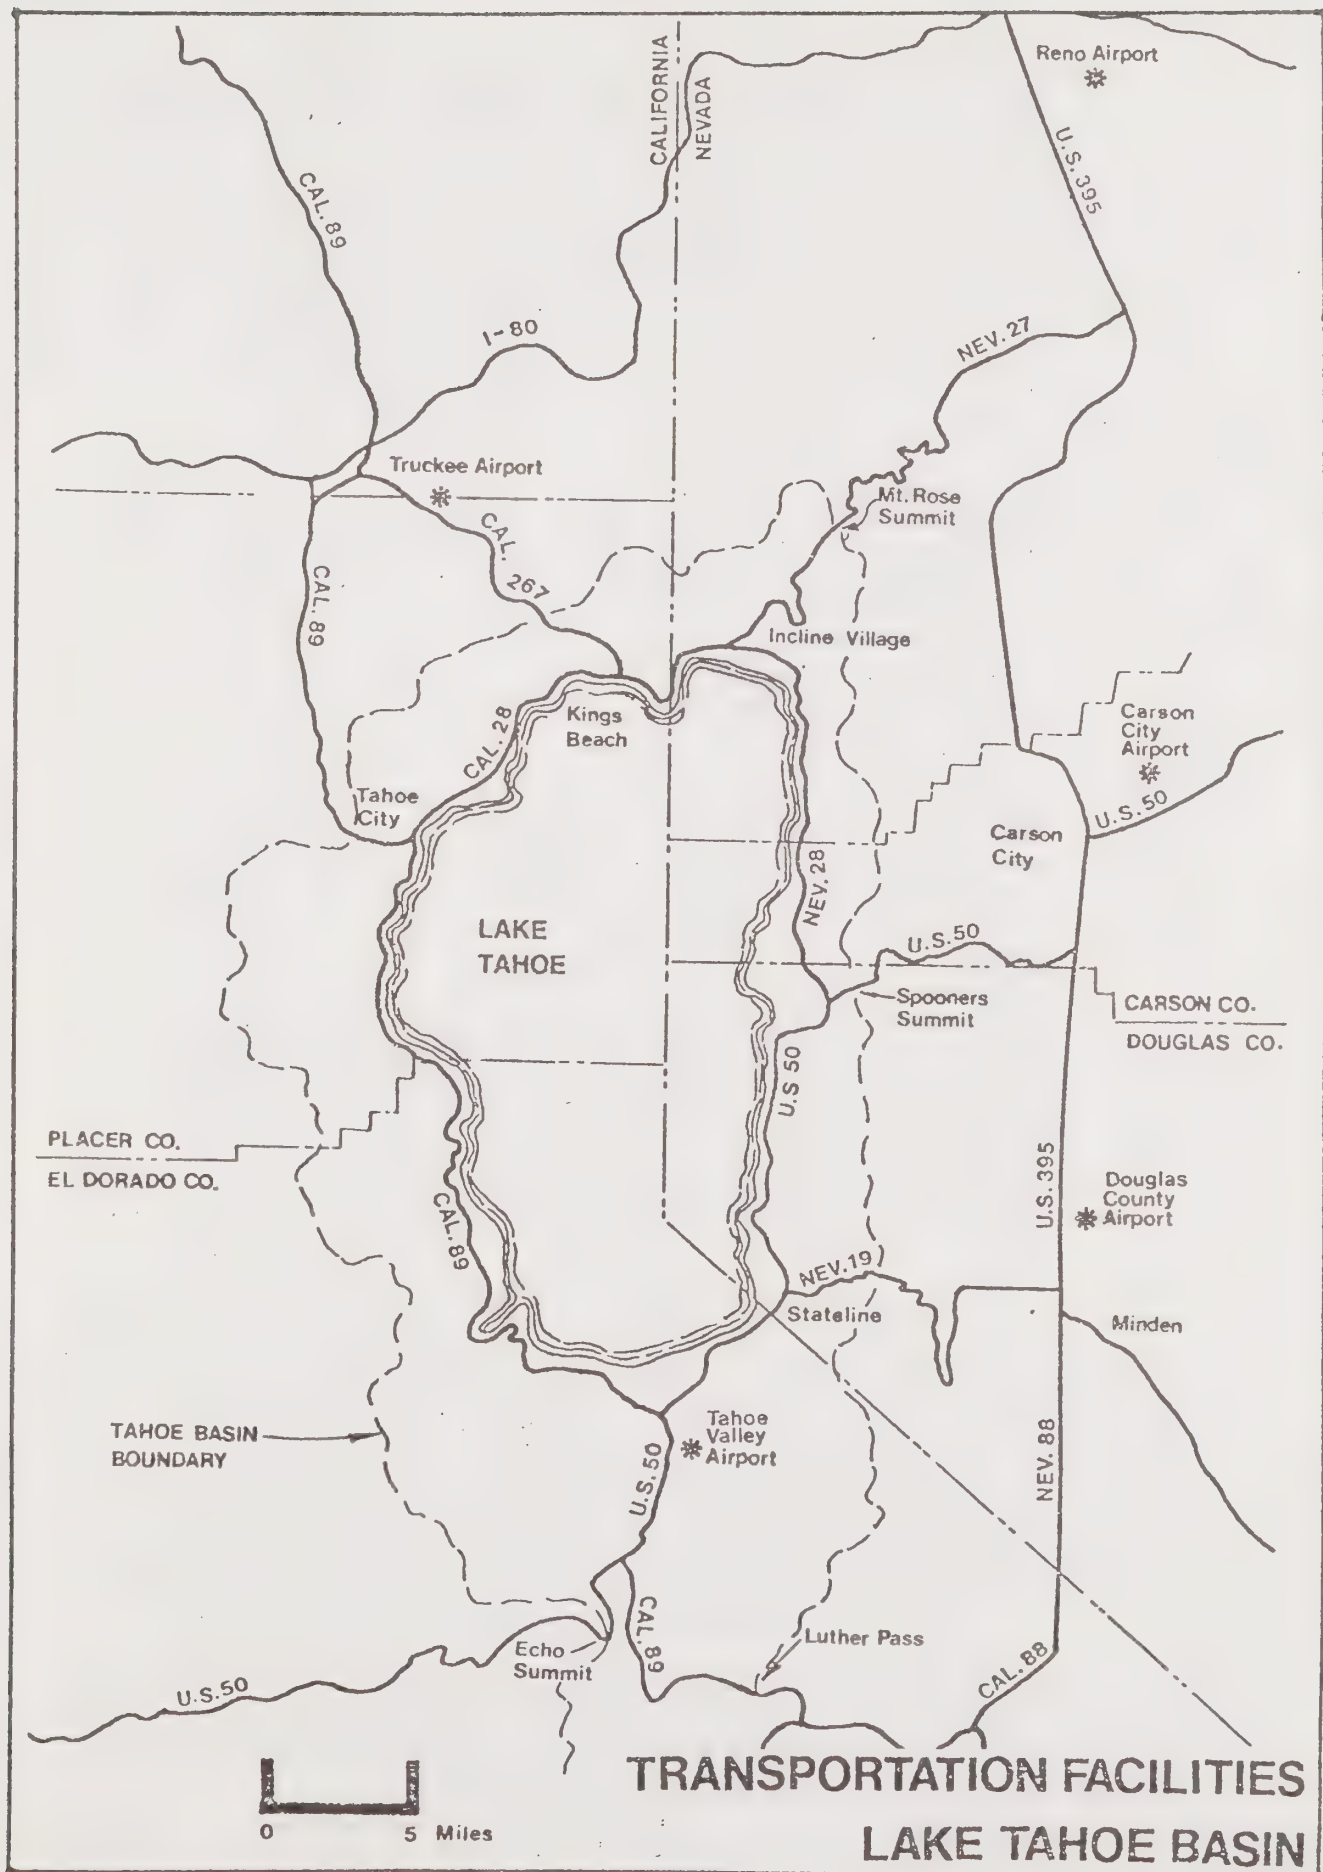 CALIFORNIA
NEVADA
Reno Airport
U.S. 395
CAL. 89
I-80
NEV. 27
Truckee Airport
Mt. Rose
Summit
CAL.
267
CAL. 89
Incline Village
Kings
Beach
CAL. 28
Tahoe
City
Carson
City
Airport
U.S. 50
Carson
City
NEV. 28
LAKE
TAHOE
U.S. 50
Spooners
Summit
CARSON CO.
DOUGLAS CO.
U.S 50
PLACER CO.
EL DORADO CO.
U.S. 395
Douglas
County
Airport
CAL. 89
NEV. 19
Stateline
Minden
TAHOE BASIN
BOUNDARY
Tahoe
Valley
Airport
U.S. 50
NEV. 88
CAL. 89
Luther Pass
Echo
Summit
CAL. 88
U.S. 50
0 5 Miles
TRANSPORTATION FACILITIES
LAKE TAHOE BASIN